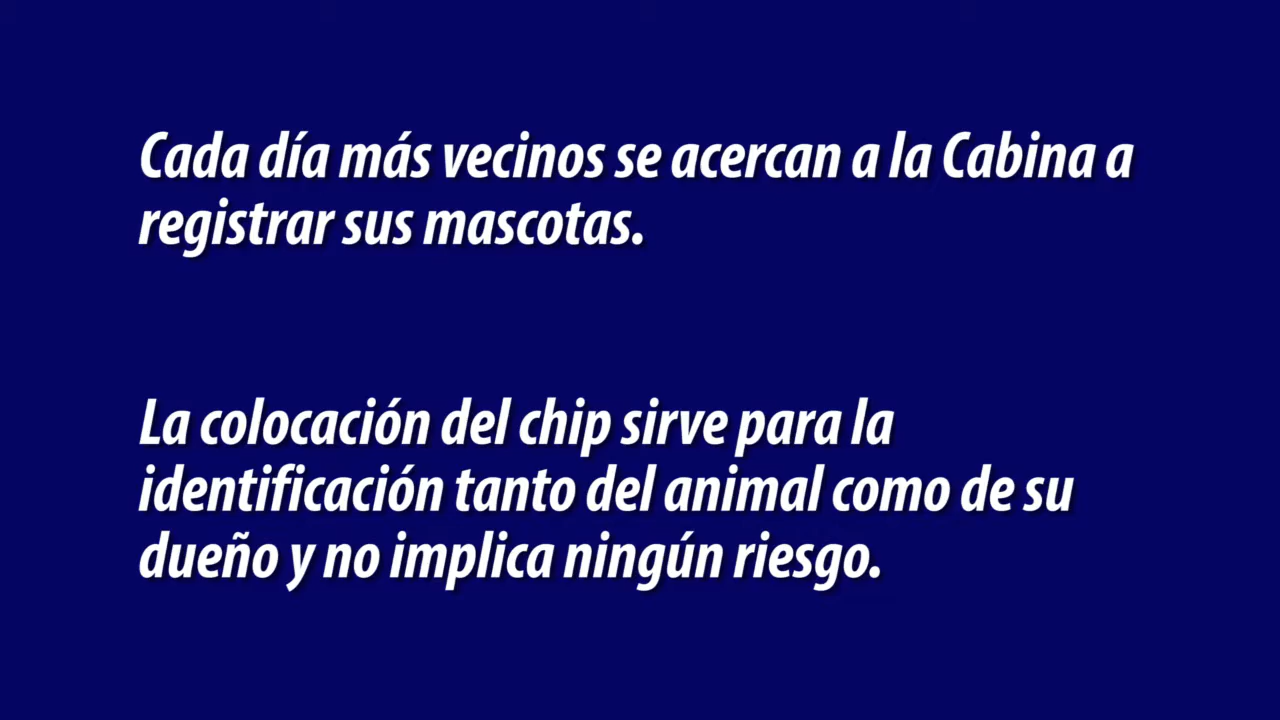 Cada día más vecinos se acercan a la Cabina a
registrar sus mascotas.
La colocación del chip sirve para la
identificación tanto del animal como de su
dueño y no implica ningún riesgo.